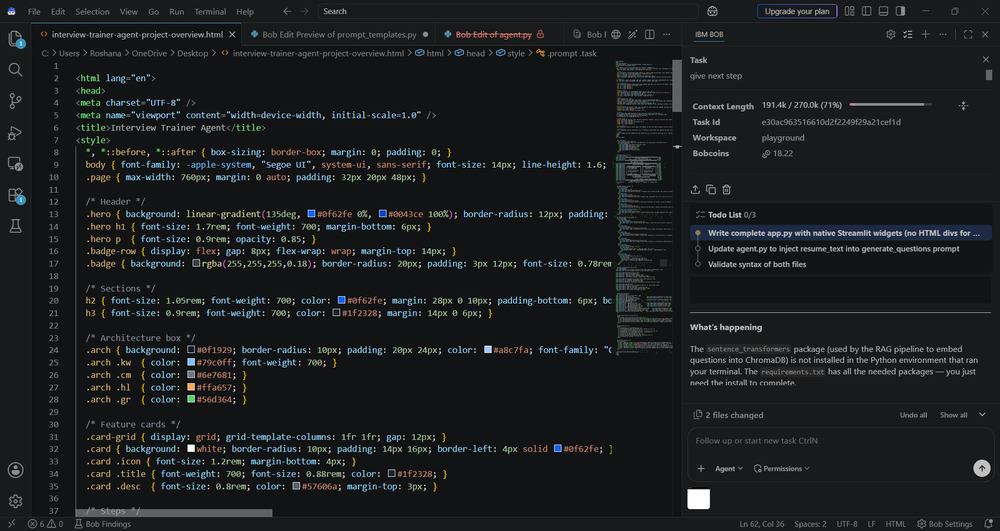 File Edit Selection View Go Run Terminal Help
Search
Upgrade your plan
interview-trainer-agent-project-overview.html
Bob Edit Preview of prompt_templates.py
Bob Edit of agent.py
Bob E
C: > Users > Roshana > OneDrive > Desktop > interview-trainer-agent-project-overview.html > html > head > style > .prompt .task
1
2 <html lang="en">
3 <head>
4 <meta charset="UTF-8" />
5 <meta name="viewport" content="width=device-width, initial-scale=1.0" />
6 <title>Interview Trainer Agent</title>
7 <style>
8 *, *::before, *::after { box-sizing: border-box; margin: 0; padding: 0; }
9 body { font-family: -apple-system, "Segoe UI", system-ui, sans-serif; font-size: 14px; line-height: 1.6;
10 .page { max-width: 760px; margin: 0 auto; padding: 32px 20px 48px; }
11
12 /* Header */
13 .hero { background: linear-gradient(135deg, #0f62fe 0%, #0043ce 100%); border-radius: 12px; padding:
14 .hero h1 { font-size: 1.7rem; font-weight: 700; margin-bottom: 6px; }
15 .hero p { font-size: 0.9rem; opacity: 0.85; }
16 .badge-row { display: flex; gap: 8px; flex-wrap: wrap; margin-top: 14px; }
17 .badge { background: rgba(255,255,255,0.18); border-radius: 20px; padding: 3px 12px; font-size: 0.78rem
18
19 /* Sections */
20 h2 { font-size: 1.05rem; font-weight: 700; color: #0f62fe; margin: 28px 0 10px; padding-bottom: 6px; bo
21 h3 { font-size: 0.9rem; font-weight: 700; color: #1f2328; margin: 14px 0 6px; }
22
23 /* Architecture box */
24 .arch { background: #0f1929; border-radius: 10px; padding: 20px 24px; color: #a8c7fa; font-family: "C
25 .arch .kw { color: #79c0ff; font-weight: 700; }
26 .arch .cm { color: #6e7681; }
27 .arch .hl { color: #ffa657; }
28 .arch .gr { color: #56d364; }
29
30 /* Feature cards */
31 .card-grid { display: grid; grid-template-columns: 1fr 1fr; gap: 12px; }
32 .card { background: white; border-radius: 10px; padding: 14px 16px; border-left: 4px solid #0f62fe; }
33 .card .icon { font-size: 1.2rem; margin-bottom: 4px; }
34 .card .title { font-weight: 700; font-size: 0.88rem; color: #1f2328; }
35 .card .desc { font-size: 0.8rem; color: #57606a; margin-top: 3px; }
36
37 /* Steps */
1
1
IBM BOB
Task
give next step
Context Length 191.4k / 270.0k (71%)
Task Id e30ac963516610d2f2249f29a21cef1d
Workspace playground
Bobcoins 18.22
Todo List 0/3
Write complete app.py with native Streamlit widgets (no HTML divs for ...
Update agent.py to inject resume_text into generate_questions prompt
Validate syntax of both files
What's happening
The sentence_transformers package (used by the RAG pipeline to embed
questions into ChromaDB) is not installed in the Python environment that ran
your terminal. The requirements.txt has all the needed packages — you just
need the install to complete.
2 files changed Undo all Show all
Follow up or start new task CtrlN
Agent Permissions
6 0 Bob Findings
Ln 62, Col 36 Spaces: 2 UTF-8 LF HTML Bob Settings